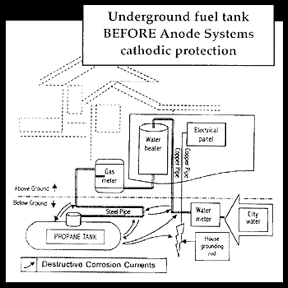 Underground fuel tank
BEFORE Anode Systems
cathodic protection
Water
heater
Electrical
panel
Copper Pipe
Copper Pipe
Gas
meter
Above Ground
Below Ground
Steel Pipe
PROPANE TANK
Water
meter
City
water
House
grounding
rod
Destructive Corrosion Currents